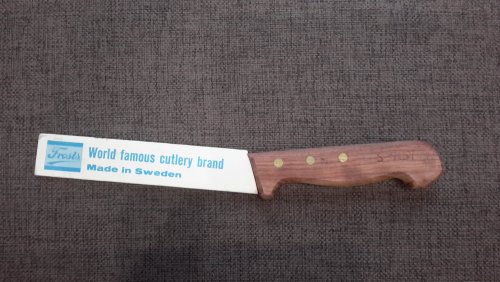 Frosts
World famous cutlery brand
Made in Sweden